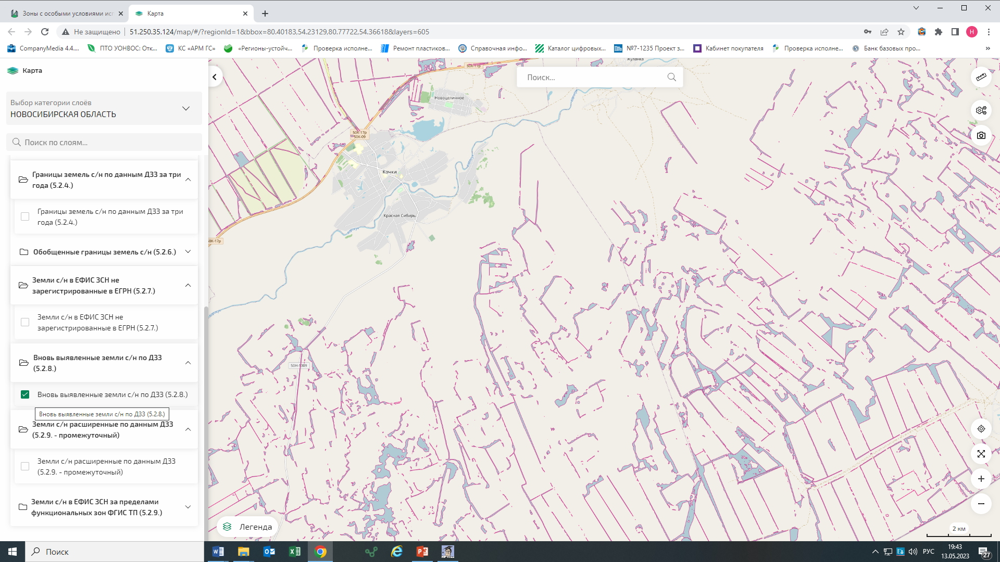 Зоны с особыми условиями исп
Карта
Не защищено
51.250.35.124/map/#/?regionId=1&bbox=80.40183,54.23129,80.77722,54.36618&layers=605
Н
CompanyMedia 4.4....
ПТО УОНВОС: Отк...
КС «АРМ ГС»
«Регионы-устойч...
Проверка исполне...
Ремонт пластиков...
Справочная инфо...
Каталог цифровых...
№7-1235 Проект з...
Кабинет покупателя
Проверка исполне...
Банк базовых про...
»
Карта
Выбор категории слоёв
НОВОСИБИРСКАЯ ОБЛАСТЬ
Поиск по слоям...
Границы земель с/н по данным ДЗЗ за три
года (5.2.4.)
Границы земель с/н по данным ДЗЗ за три
года (5.2.4.)
Обобщенные границы земель с/н (5.2.6.)
Земли с/н в ЕФИС ЗСН не
зарегистрированные в ЕГРН (5.2.7.)
Земли с/н в ЕФИС ЗСН не
зарегистрированные в ЕГРН (5.2.7.)
Вновь выявленные земли с/н по ДЗЗ
(5.2.8.)
Вновь выявленные земли с/н по ДЗЗ (5.2.8.)
Вновь выявленные земли с/н по ДЗЗ (5.2.8.)
Земли с/н расширенные по данным ДЗЗ
(5.2.9. - промежуточный)
Земли с/н расширенные по данным ДЗЗ
(5.2.9. - промежуточный)
Земли с/н в ЕФИС ЗСН за пределами
функциональных зон ФГИС ТП (5.2.9.)
Поиск...
Жуланка
50К-17р
Новоцелинное
Карасук
50К-17р
50К-09
Карасук
Кочки
Красная Сибирь
Карасук
50К-17р
Карасук
50Н-1309
Легенда
2 км
Поиск
РУС
19:43
13.05.2023
27